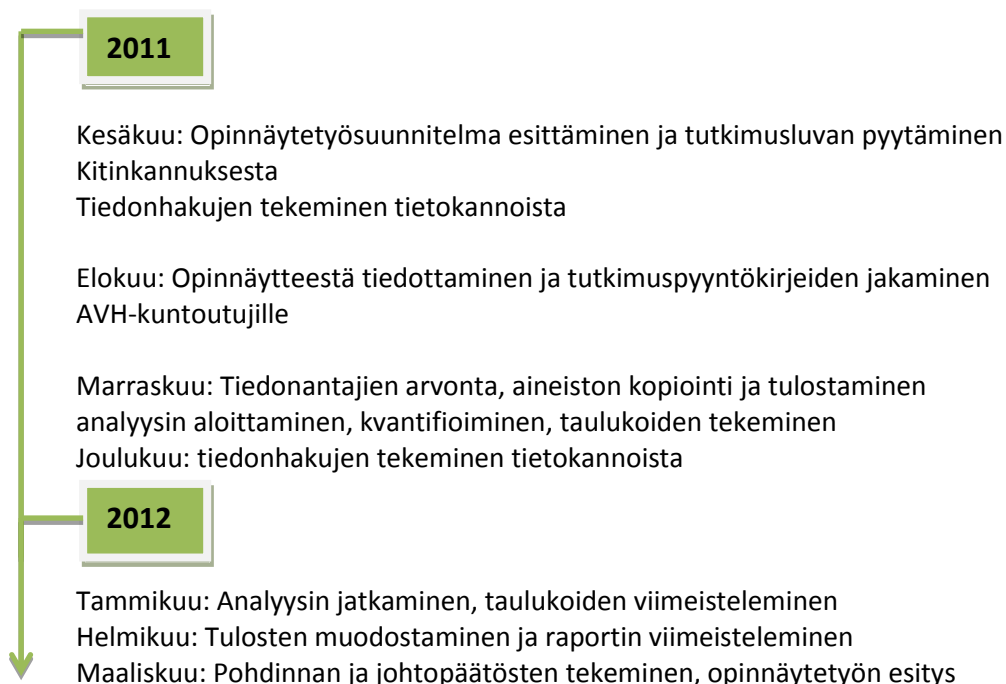 2011
Kesäkuu: Opinnäytetyösuunnitelma esittäminen ja tutkimusluvan pyytäminen
Kitinkannuksesta
Tiedonhakujen tekeminen tietokannoista
Elokuu: Opinnäytteestä tiedottaminen ja tutkimuspyyntökirjeiden jakaminen
AVH-kuntoutujille
Marraskuu: Tiedonantajien arvonta, aineiston kopiointi ja tulostaminen
analyysin aloittaminen, kvantifioiminen, taulukoiden tekeminen
Joulukuu: tiedonhakujen tekeminen tietokannoista
2012
Tammikuu: Analyysin jatkaminen, taulukoiden viimeisteleminen
Helmikuu: Tulosten muodostaminen ja raportin viimeisteleminen
Maaliskuu: Pohdinnan ja johtopäätösten tekeminen, opinnäytetyön esitys